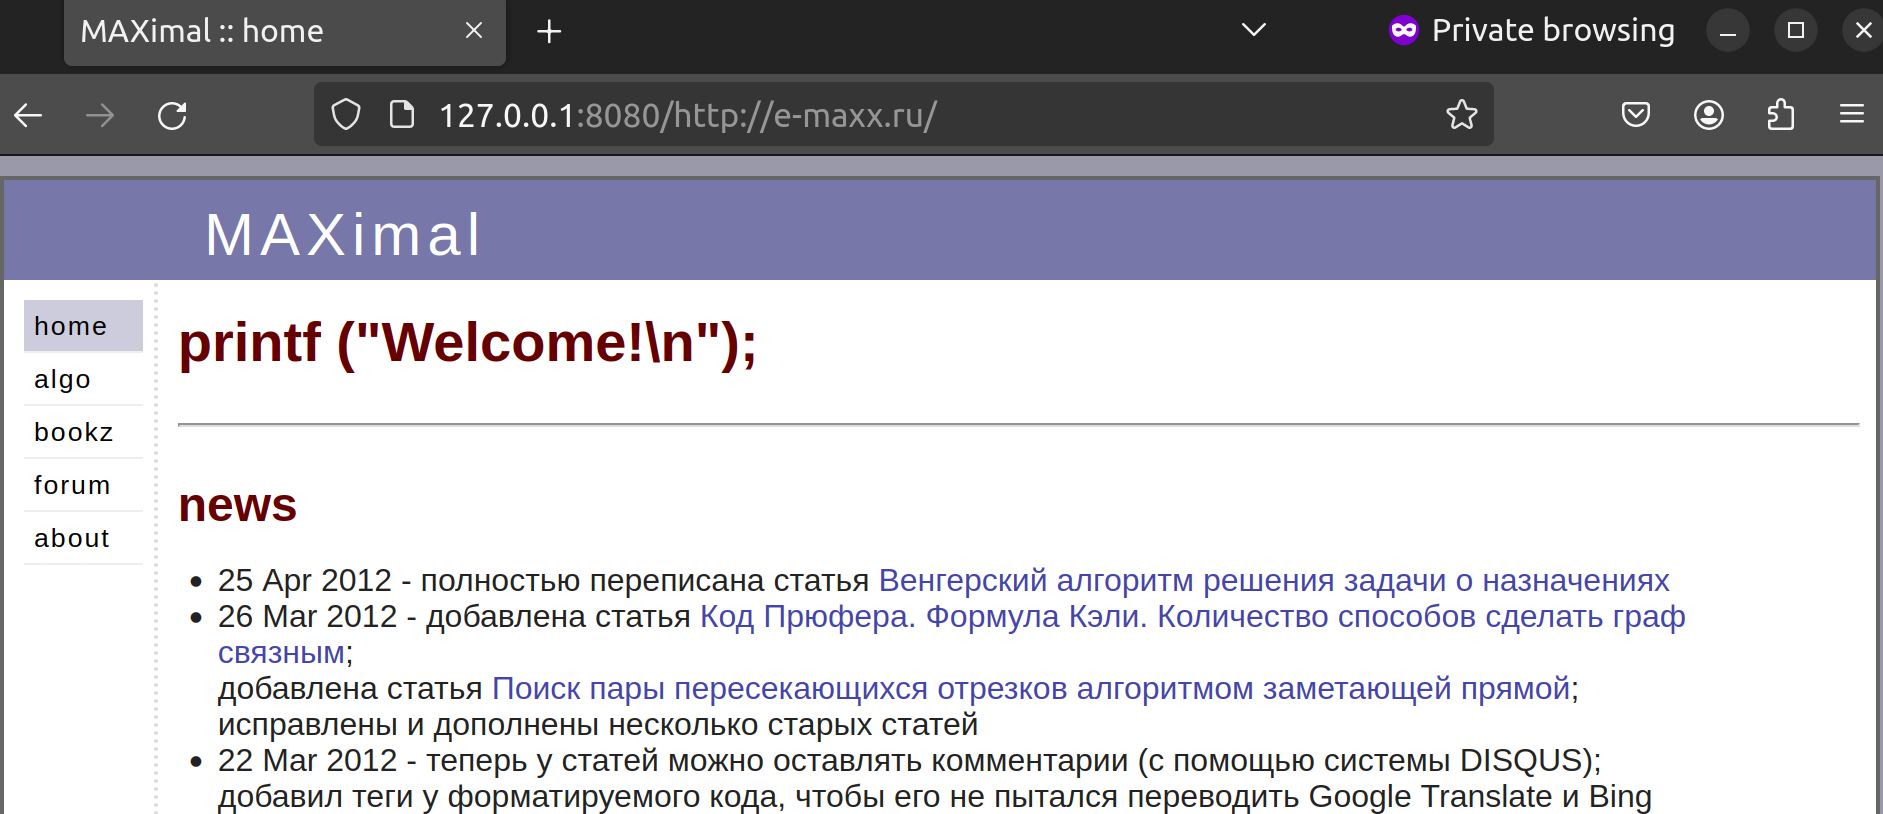 MAXimal :: home
Private browsing
127.0.0.1:8080/http://e-maxx.ru/
MAXimal
home
algo
bookz
forum
about
printf ("Welcome!\n");
news
25 Apr 2012 - полностью переписана статья Венгерский алгоритм решения задачи о назначениях
26 Mar 2012 - добавлена статья Код Прюфера. Формула Кэли. Количество способов сделать граф
связным;
добавлена статья Поиск пары пересекающихся отрезков алгоритмом заметающей прямой;
исправлены и дополнены несколько старых статей
22 Mar 2012 - теперь у статей можно оставлять комментарии (с помощью системы DISQUS);
добавил теги у форматируемого кода, чтобы его не пытался переводить Google Translate и Bing